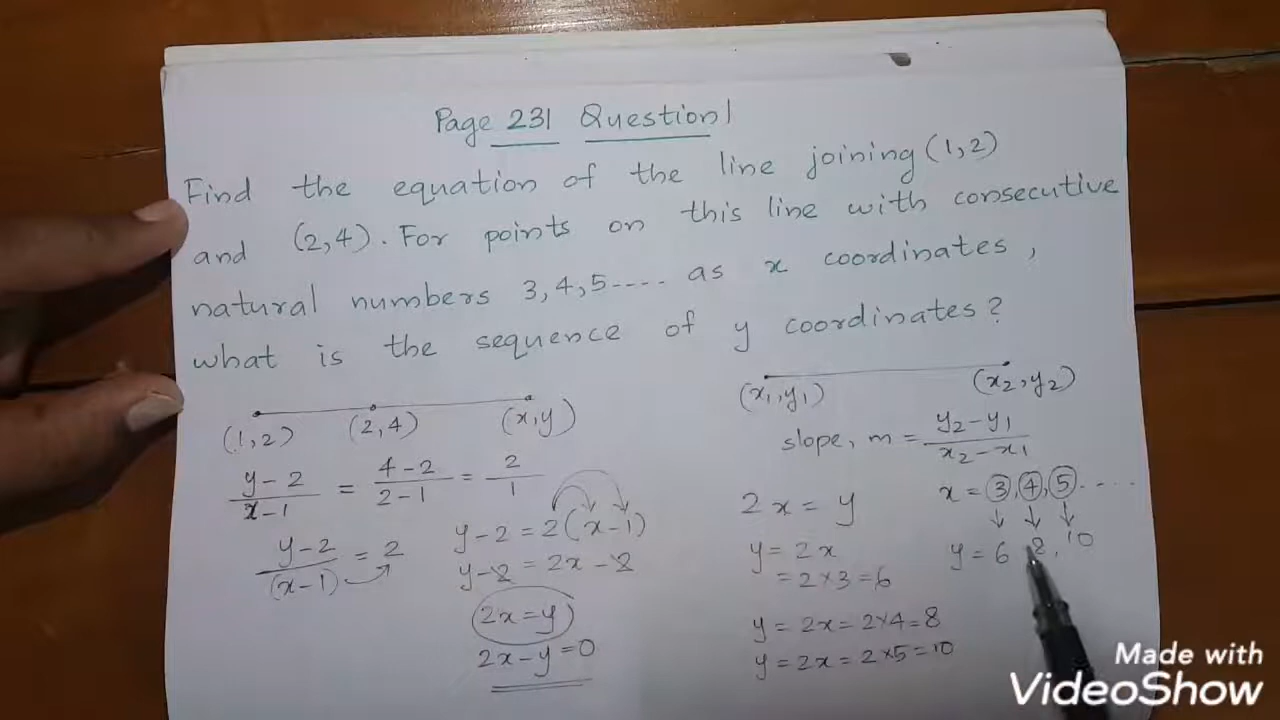 Page 231 Question 1
Find the equation of the line joining (1,2)
and (2,4). For points on this line with consecutive
natural numbers 3,4,5.... as x coordinates,
what is the sequence of y coordinates?
(1,2) (2,4) (x,y)
y-2/x-1 = 4-2/2-1 = 2/1
y-2/(x-1) = 2
y-2 = 2(x-1)
y-2 = 2x-2
2x=y
2x-y=0
(x₁,y₁) (x₂,y₂)
slope, m = y₂-y₁/x₂-x₁
2x = y
y = 2x
= 2×3=6
y = 2x = 2×4=8
y = 2x = 2×5=10
x = 3,4,5.....
y = 6 8, 10
Made with
VideoShow